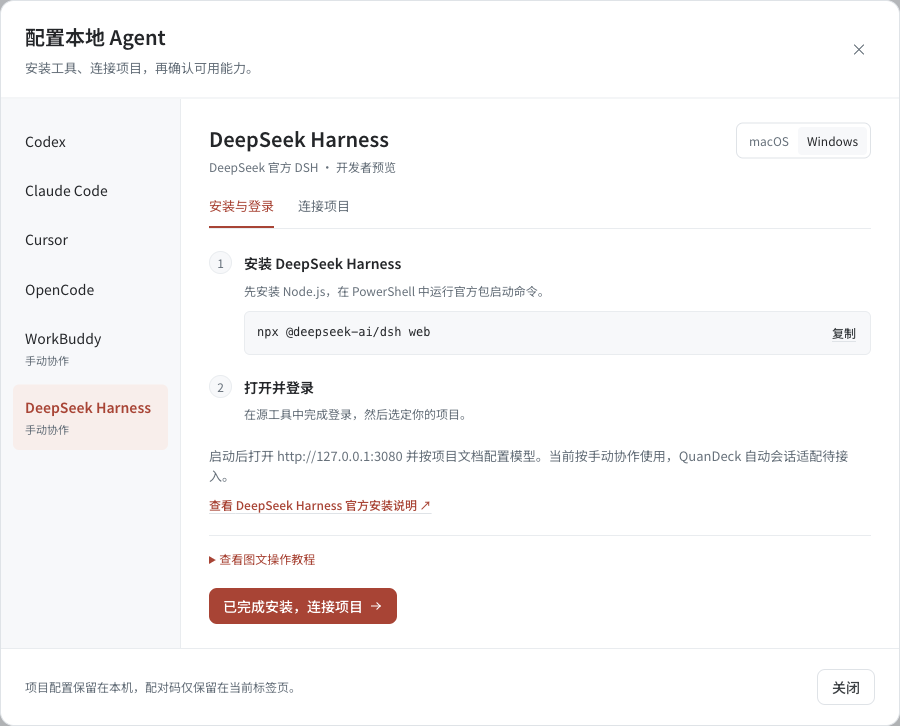 配置本地 Agent
安装工具、连接项目，再确认可用能力。
Codex
Claude Code
Cursor
OpenCode
WorkBuddy
手动协作
DeepSeek Harness
手动协作
DeepSeek Harness
DeepSeek 官方 DSH · 开发者预览
macOS
Windows
安装与登录
连接项目
1
安装 DeepSeek Harness
先安装 Node.js，在 PowerShell 中运行官方包启动命令。
npx @deepseek-ai/dsh web
复制
2
打开并登录
在源工具中完成登录，然后选定你的项目。
启动后打开 http://127.0.0.1:3080 并按项目文档配置模型。当前按手动协作使用，QuanDeck 自动会话适配待接
入。
查看 DeepSeek Harness 官方安装说明 ↗
▶ 查看图文操作教程
已完成安装，连接项目 →
项目配置保留在本机，配对码仅保留在当前标签页。
关闭